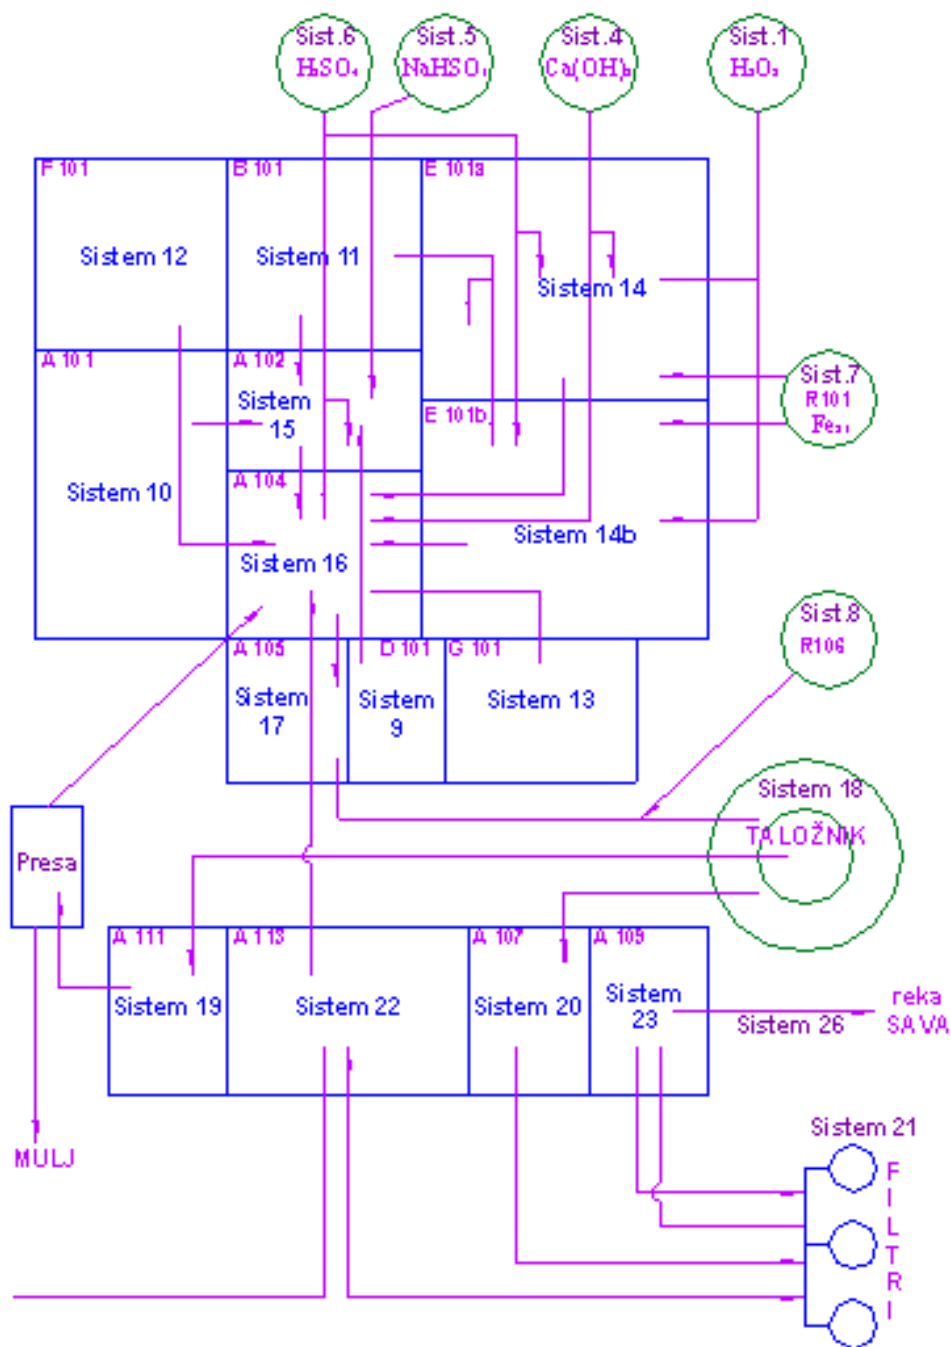 Sist.6
H₂SO₄
Sist.5
Sist.4
Ca(OH)₂
Sist.1
H₂O₂
F 101
Sistem 12
B 101
Sistem 11
E 101a
Sistem 14
A 101
Sistem 10
A 102
Sistem
15
E 101b
Sistem 14b
Sist.7
R101
A 104
Sistem 16
Sist.8
R106
A 105
Sistem
17
D 101
Sistem
9
G 101
Sistem 13
Sistem 18
TALOŽNIK
Presa
A 111
Sistem 19
A 113
Sistem 22
A 107
Sistem 20
A 109
Sistem
23
Sistem 26
reka
SAVA
MULJ
Sistem 21
FILTRI